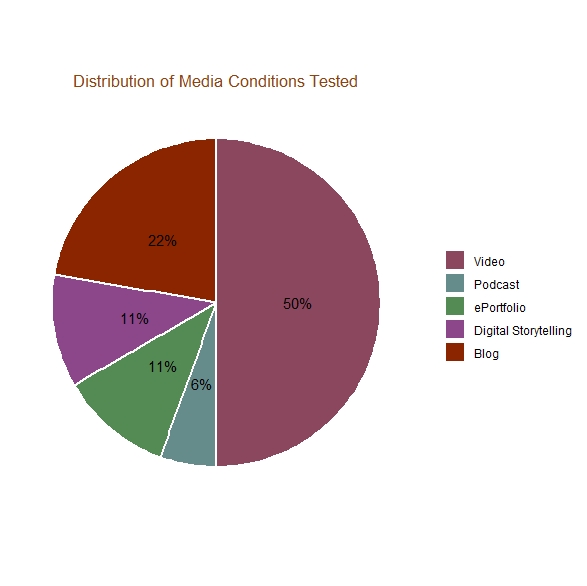 Distribution of Media Conditions Tested
22%
50%
11%
11%
6%
Video
Podcast
ePortfolio
Digital Storytelling
Blog